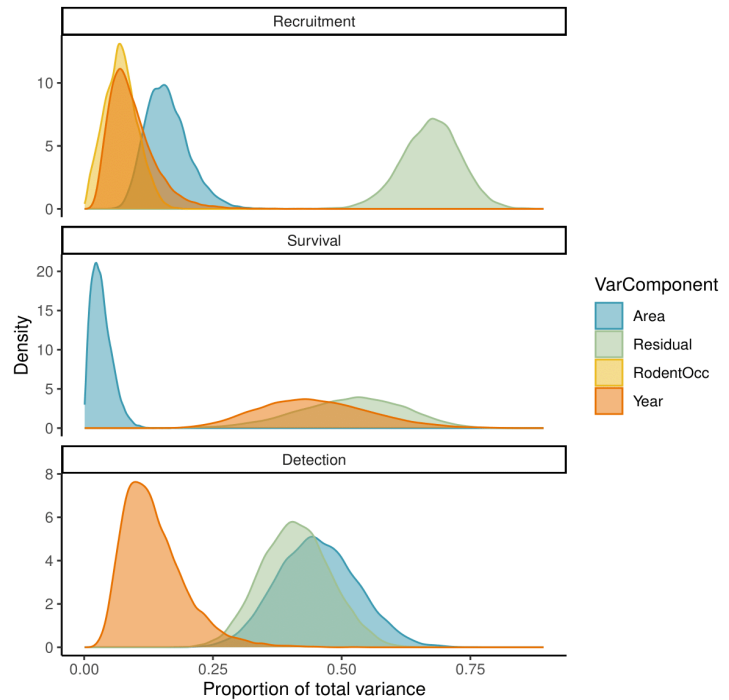 Recruitment
10
5
0
Survival
20
15
10
5
0
Density
VarComponent
Area
Residual
RodentOcc
Year
Detection
8
6
4
2
0
0.00 0.25 0.50 0.75
Proportion of total variance